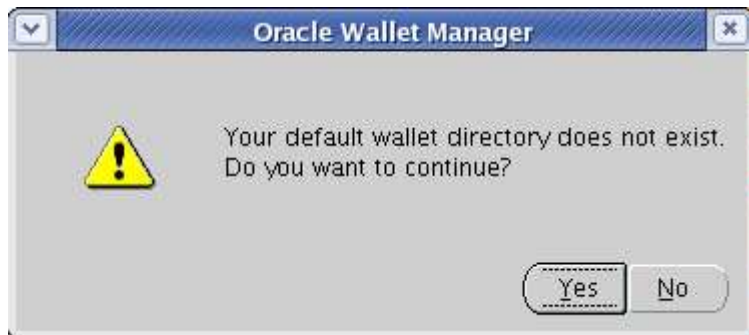 Oracle Wallet Manager
Your default wallet directory does not exist.
Do you want to continue?
Yes No